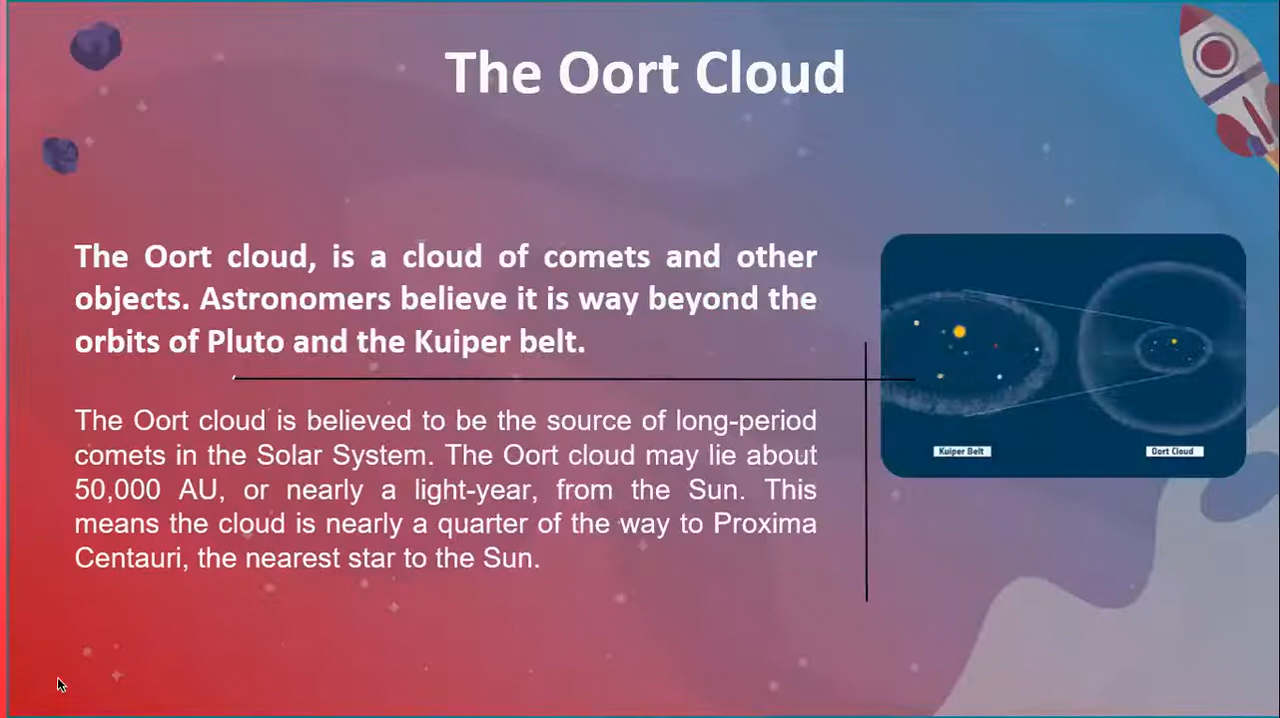 The Oort Cloud
The Oort cloud, is a cloud of comets and other
objects. Astronomers believe it is way beyond the
orbits of Pluto and the Kuiper belt.
The Oort cloud is believed to be the source of long-period
comets in the Solar System. The Oort cloud may lie about
50,000 AU, or nearly a light-year, from the Sun. This
means the cloud is nearly a quarter of the way to Proxima
Centauri, the nearest star to the Sun.
Kuiper Belt
Oort Cloud